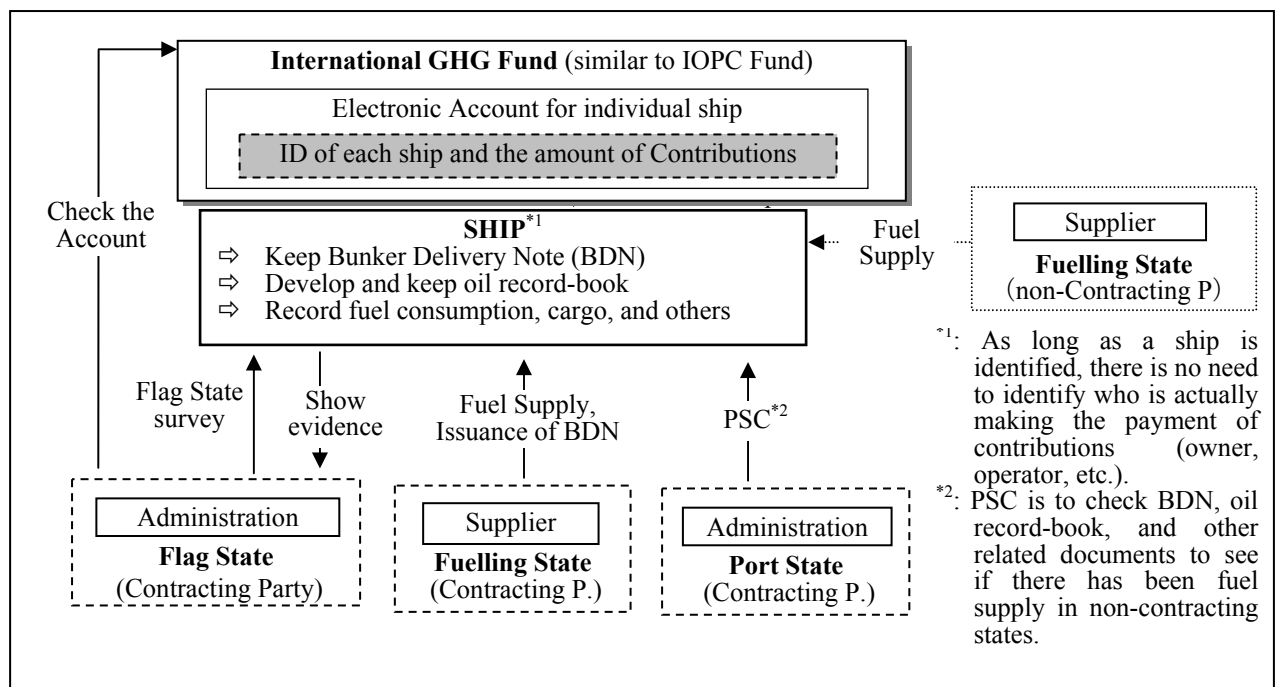 International GHG Fund (similar to IOPC Fund)
Electronic Account for individual ship
ID of each ship and the amount of Contributions
Check the
Account
SHIP*1
⇨ Keep Bunker Delivery Note (BDN)
⇨ Develop and keep oil record-book
⇨ Record fuel consumption, cargo, and others
Fuel
Supply
Supplier
Fuelling State
(non-Contracting P)
Flag State
survey
Show
evidence
Fuel Supply,
Issuance of BDN
PSC*2
Administration
Flag State
(Contracting Party)
Supplier
Fuelling State
(Contracting P.)
Administration
Port State
(Contracting P.)
*1: As long as a ship is
identified, there is no need
to identify who is actually
making the payment of
contributions (owner,
operator, etc.).
*2: PSC is to check BDN, oil
record-book, and other
related documents to see
if there has been fuel
supply in non-contracting
states.